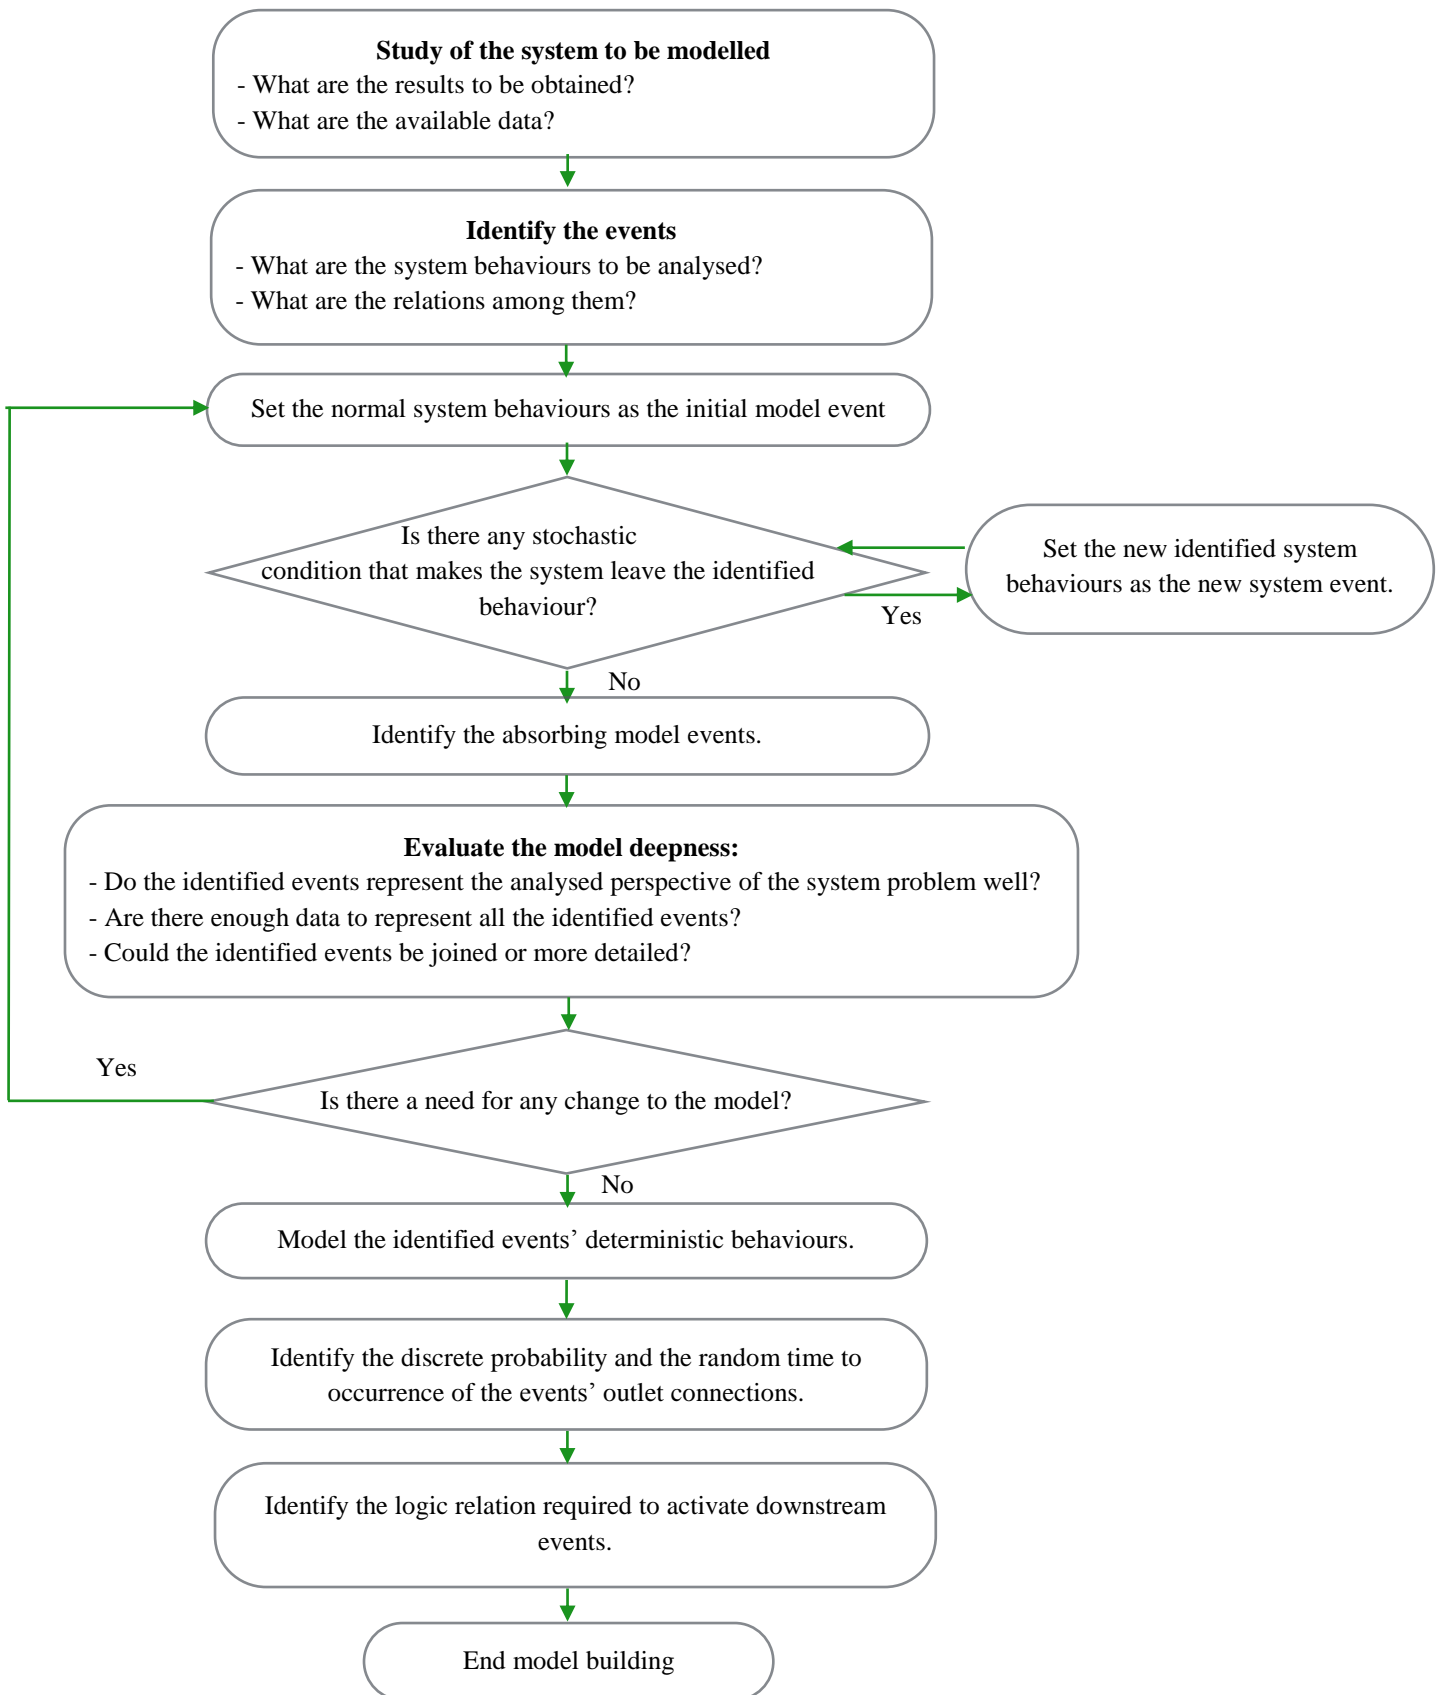 Study of the system to be modelled
- What are the results to be obtained?
- What are the available data?
Identify the events
- What are the system behaviours to be analysed?
- What are the relations among them?
Set the normal system behaviours as the initial model event
Is there any stochastic
condition that makes the system leave the identified
behaviour?
Set the new identified system
behaviours as the new system event.
Yes
No
Identify the absorbing model events.
Evaluate the model deepness:
- Do the identified events represent the analysed perspective of the system problem well?
- Are there enough data to represent all the identified events?
- Could the identified events be joined or more detailed?
Yes
Is there a need for any change to the model?
No
Model the identified events’ deterministic behaviours.
Identify the discrete probability and the random time to
occurrence of the events’ outlet connections.
Identify the logic relation required to activate downstream
events.
End model building